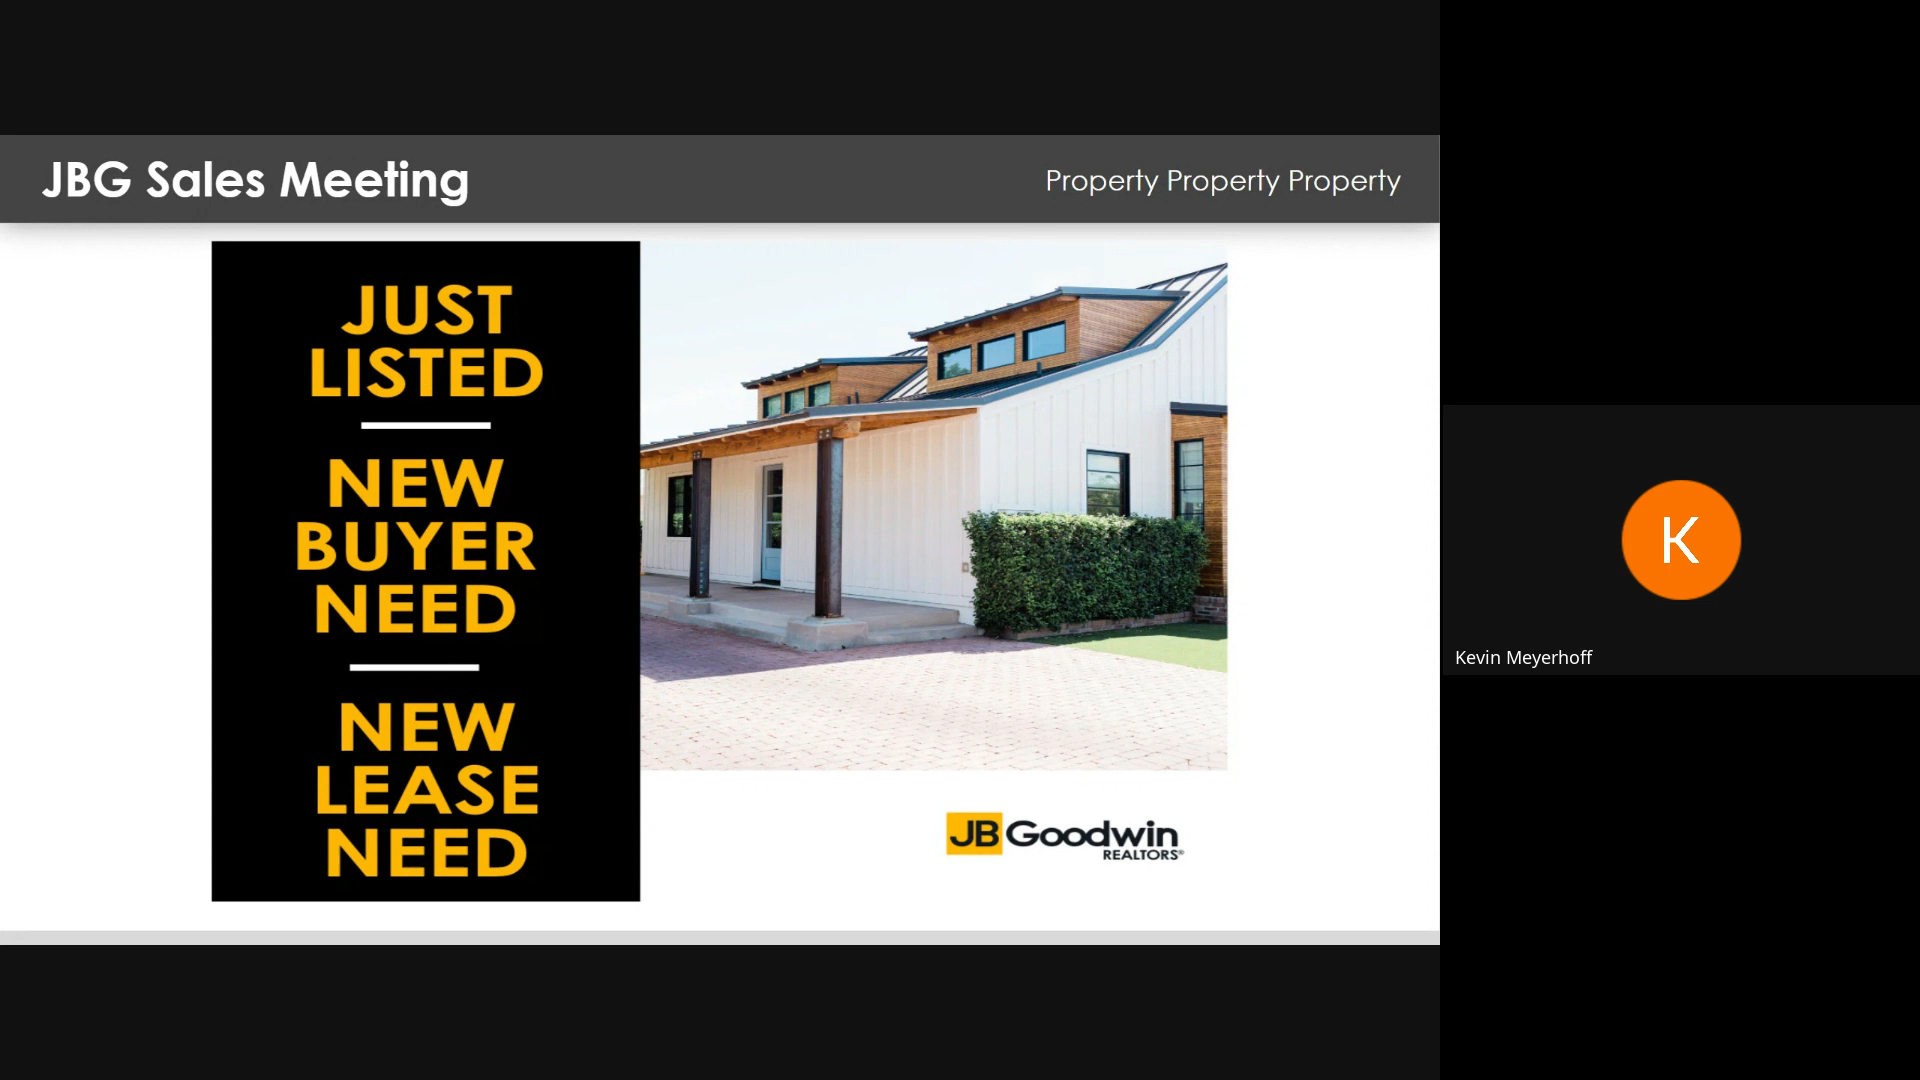 JBG Sales Meeting
Property Property Property
JUST
LISTED
NEW
BUYER
NEED
NEW
LEASE
NEED
JB Goodwin
REALTORS®
K
Kevin Meyerhoff